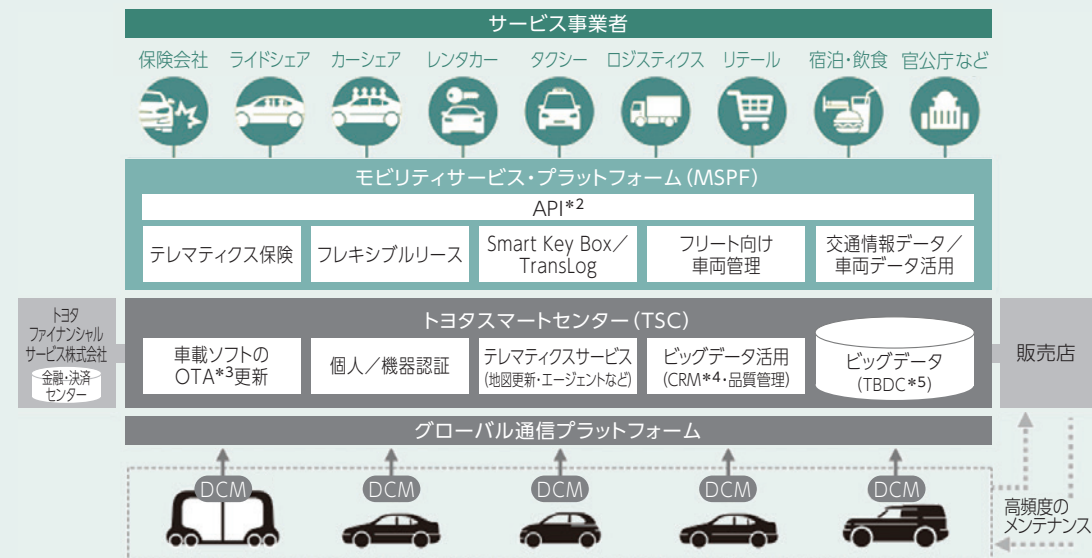 サービス事業者
保険会社
ライドシェア
カーシェア
レンタカー
タクシー
ロジスティクス
リテール
宿泊・飲食
官公庁など
モビリティサービス・プラットフォーム(MSPF)
API*2
テレマティクス保険
フレキシブルリース
Smart Key Box／
TransLog
フリート向け
車両管理
交通情報データ／
車両データ活用
トヨタ
ファイナンシャル
サービス株式会社
金融・決済
センター
トヨタスマートセンター(TSC)
車載ソフトの
OTA*3更新
個人／機器認証
テレマティクスサービス
(地図更新・エージェントなど)
ビッグデータ活用
(CRM*4・品質管理)
ビッグデータ
(TBDC*5)
販売店
グローバル通信プラットフォーム
DCM
DCM
DCM
DCM
DCM
高頻度の
メンテナンス